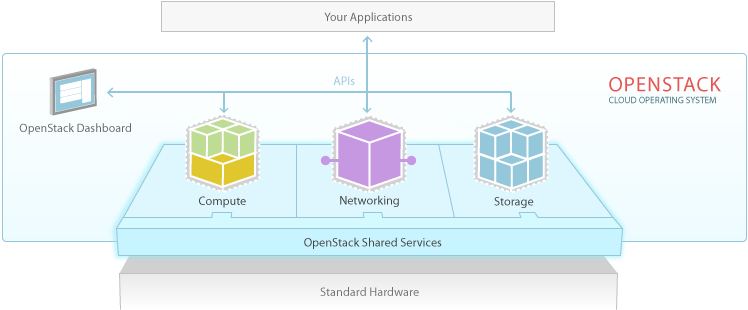 Your Applications
APIs
OPENSTACK
CLOUD OPERATING SYSTEM
OpenStack Dashboard
Compute
Networking
Storage
OpenStack Shared Services
Standard Hardware